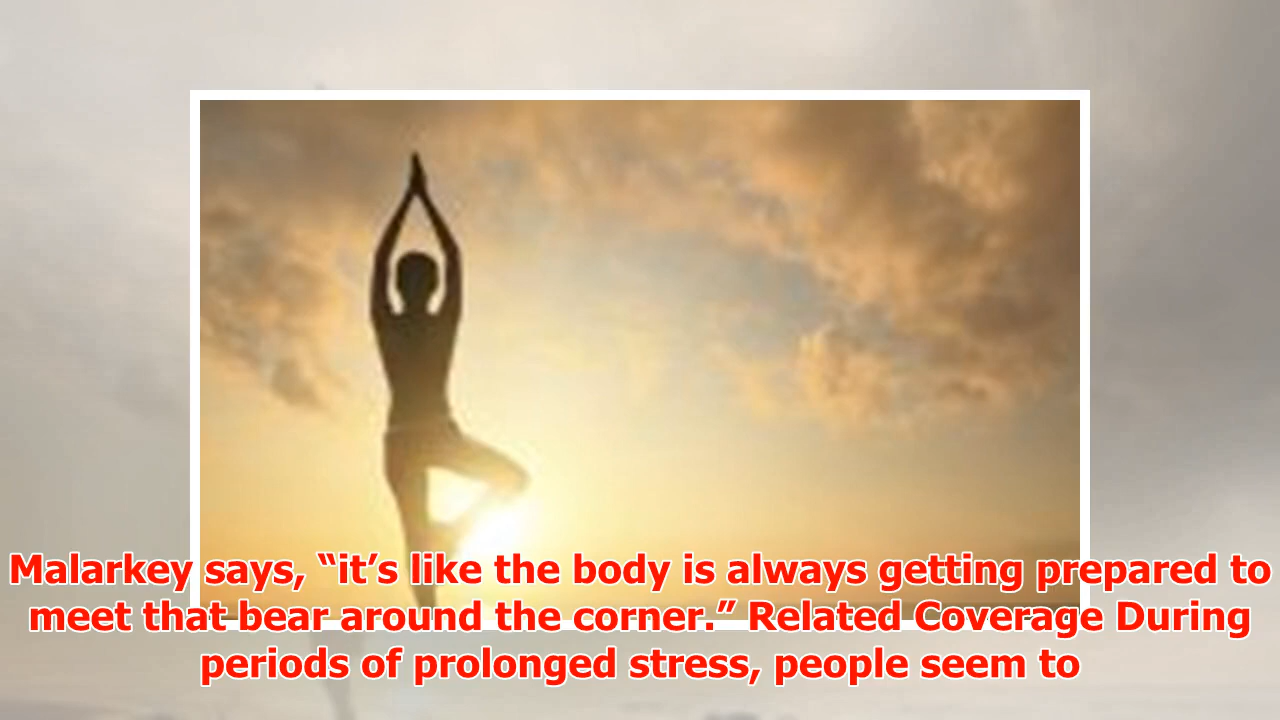 Malarkey says, “it’s like the body is always getting prepared to
meet that bear around the corner.” Related Coverage During
periods of prolonged stress, people seem to